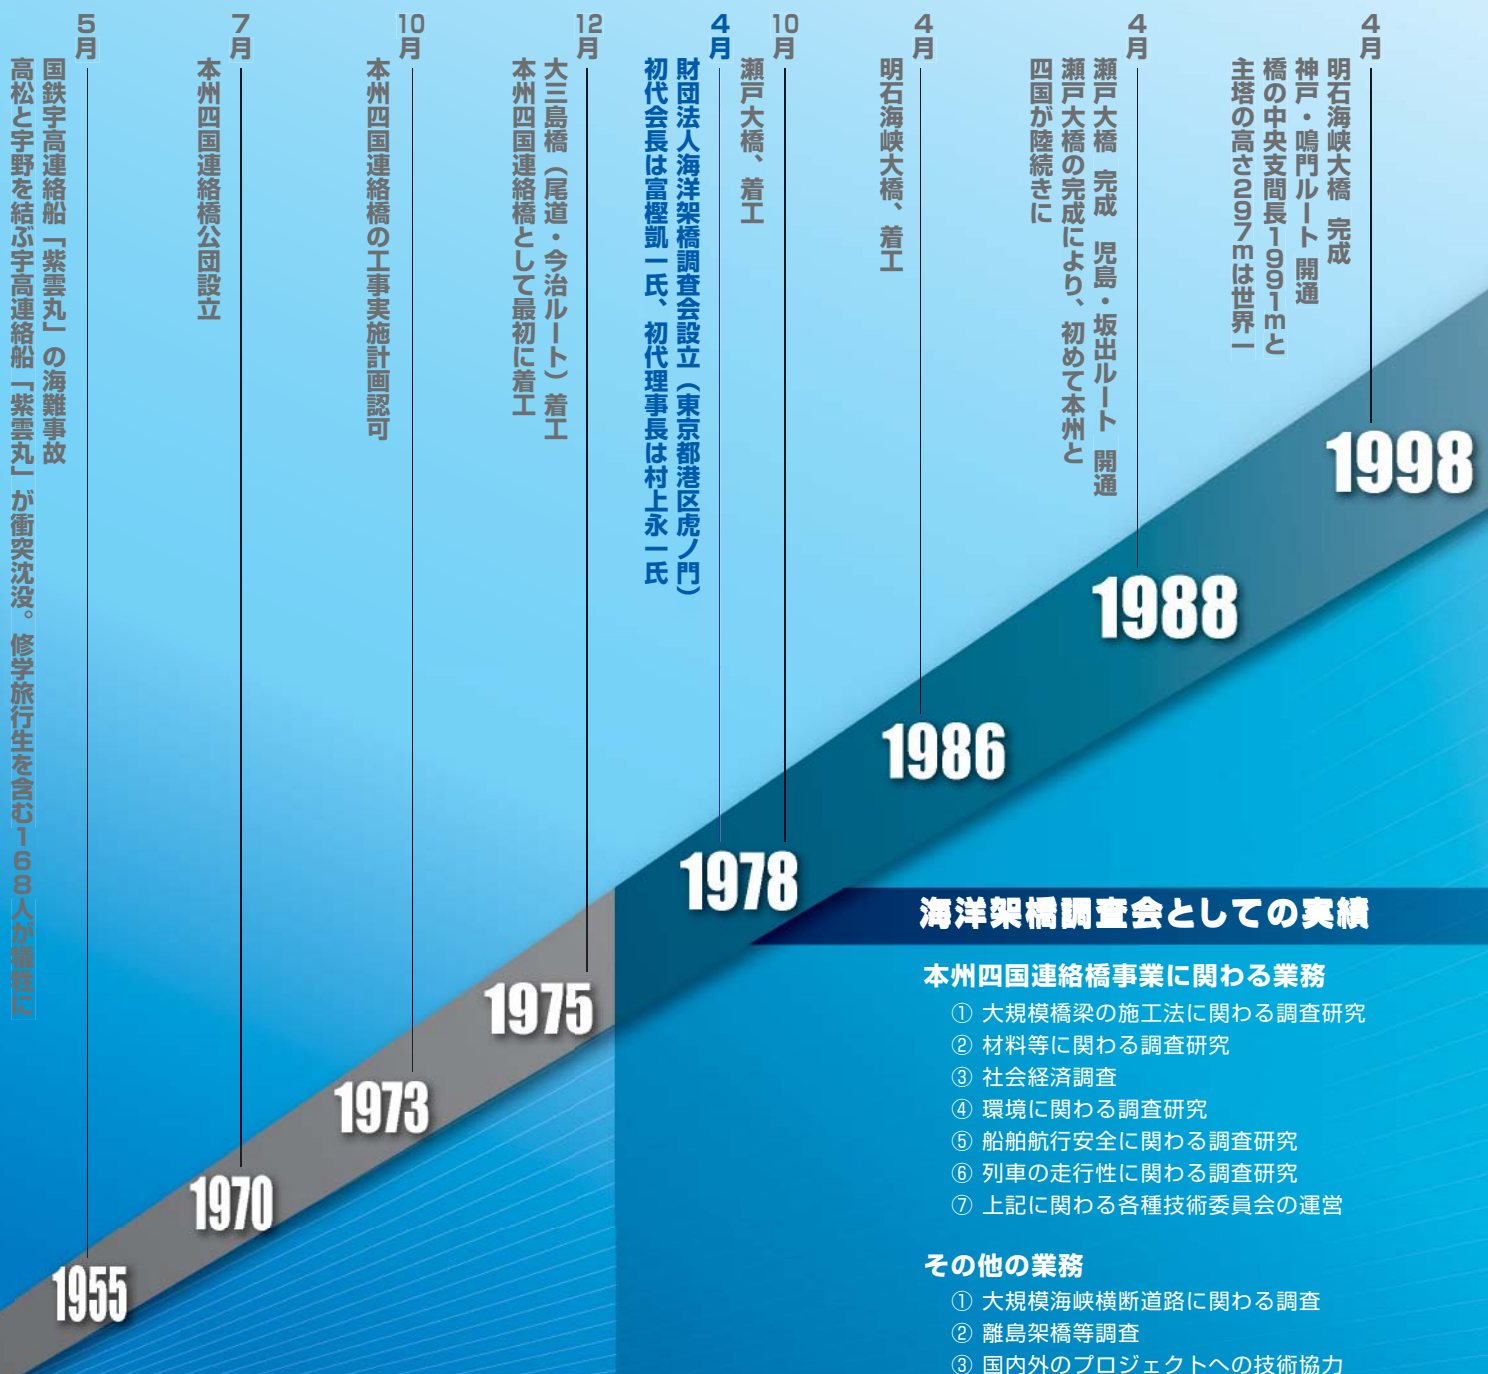 5月
国鉄宇高連絡船「紫雲丸」の海難事故
高松と宇野を結ぶ宇高連絡船「紫雲丸」が衝突沈没。修学旅行生を含む168人が犠牲に
1955
7月
本州四国連絡橋公団設立
1970
10月
本州四国連絡橋の工事実施計画認可
1973
12月
大三島橋（尾道・今治ルート）着工
本州四国連絡橋として最初に着工
1975
4月
財団法人海洋架橋調査会設立（東京都港区虎ノ門）
初代会長は富樫凱一氏、初代理事長は村上永一氏
10月
瀬戸大橋、着工
1978
4月
明石海峡大橋、着工
1986
4月
瀬戸大橋 完成 児島・坂出ルート 開通
瀬戸大橋の完成により、初めて本州と
四国が陸続きに
1988
4月
明石海峡大橋 完成
神戸・鳴門ルート 開通
橋の中央支間長1991mと
主塔の高さ297mは世界一
1998
海洋架橋調査会としての実績
本州四国連絡橋事業に関わる業務
① 大規模橋梁の施工法に関わる調査研究
② 材料等に関わる調査研究
③ 社会経済調査
④ 環境に関わる調査研究
⑤ 船舶航行安全に関わる調査研究
⑥ 列車の走行性に関わる調査研究
⑦ 上記に関わる各種技術委員会の運営
その他の業務
① 大規模海峡横断道路に関わる調査
② 離島架橋等調査
③ 国内外のプロジェクトへの技術協力